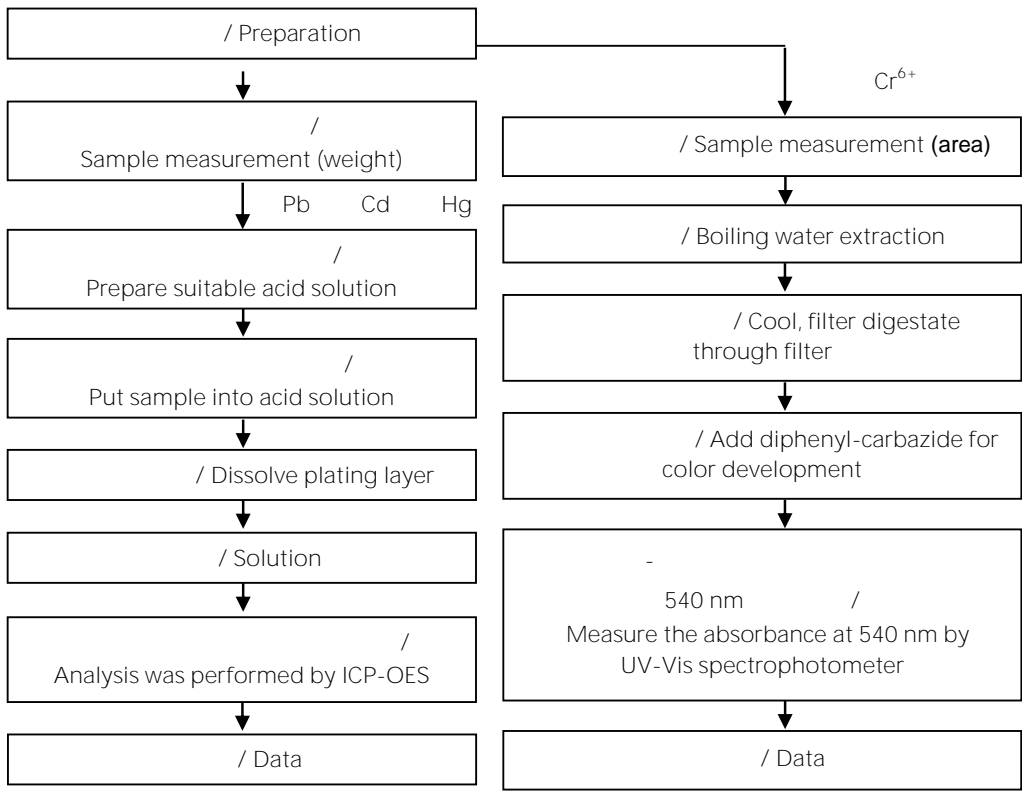 / Preparation
/
Sample measurement (weight)
Pb Cd Hg
/
Prepare suitable acid solution
/
Put sample into acid solution
/ Dissolve plating layer
/ Solution
/
Analysis was performed by ICP-OES
/ Data
Cr⁶⁺
/ Sample measurement (area)
/ Boiling water extraction
/ Cool, filter digestate
through filter
/ Add diphenyl-carbazide for
color development
-
540 nm /
Measure the absorbance at 540 nm by
UV-Vis spectrophotometer
/ Data